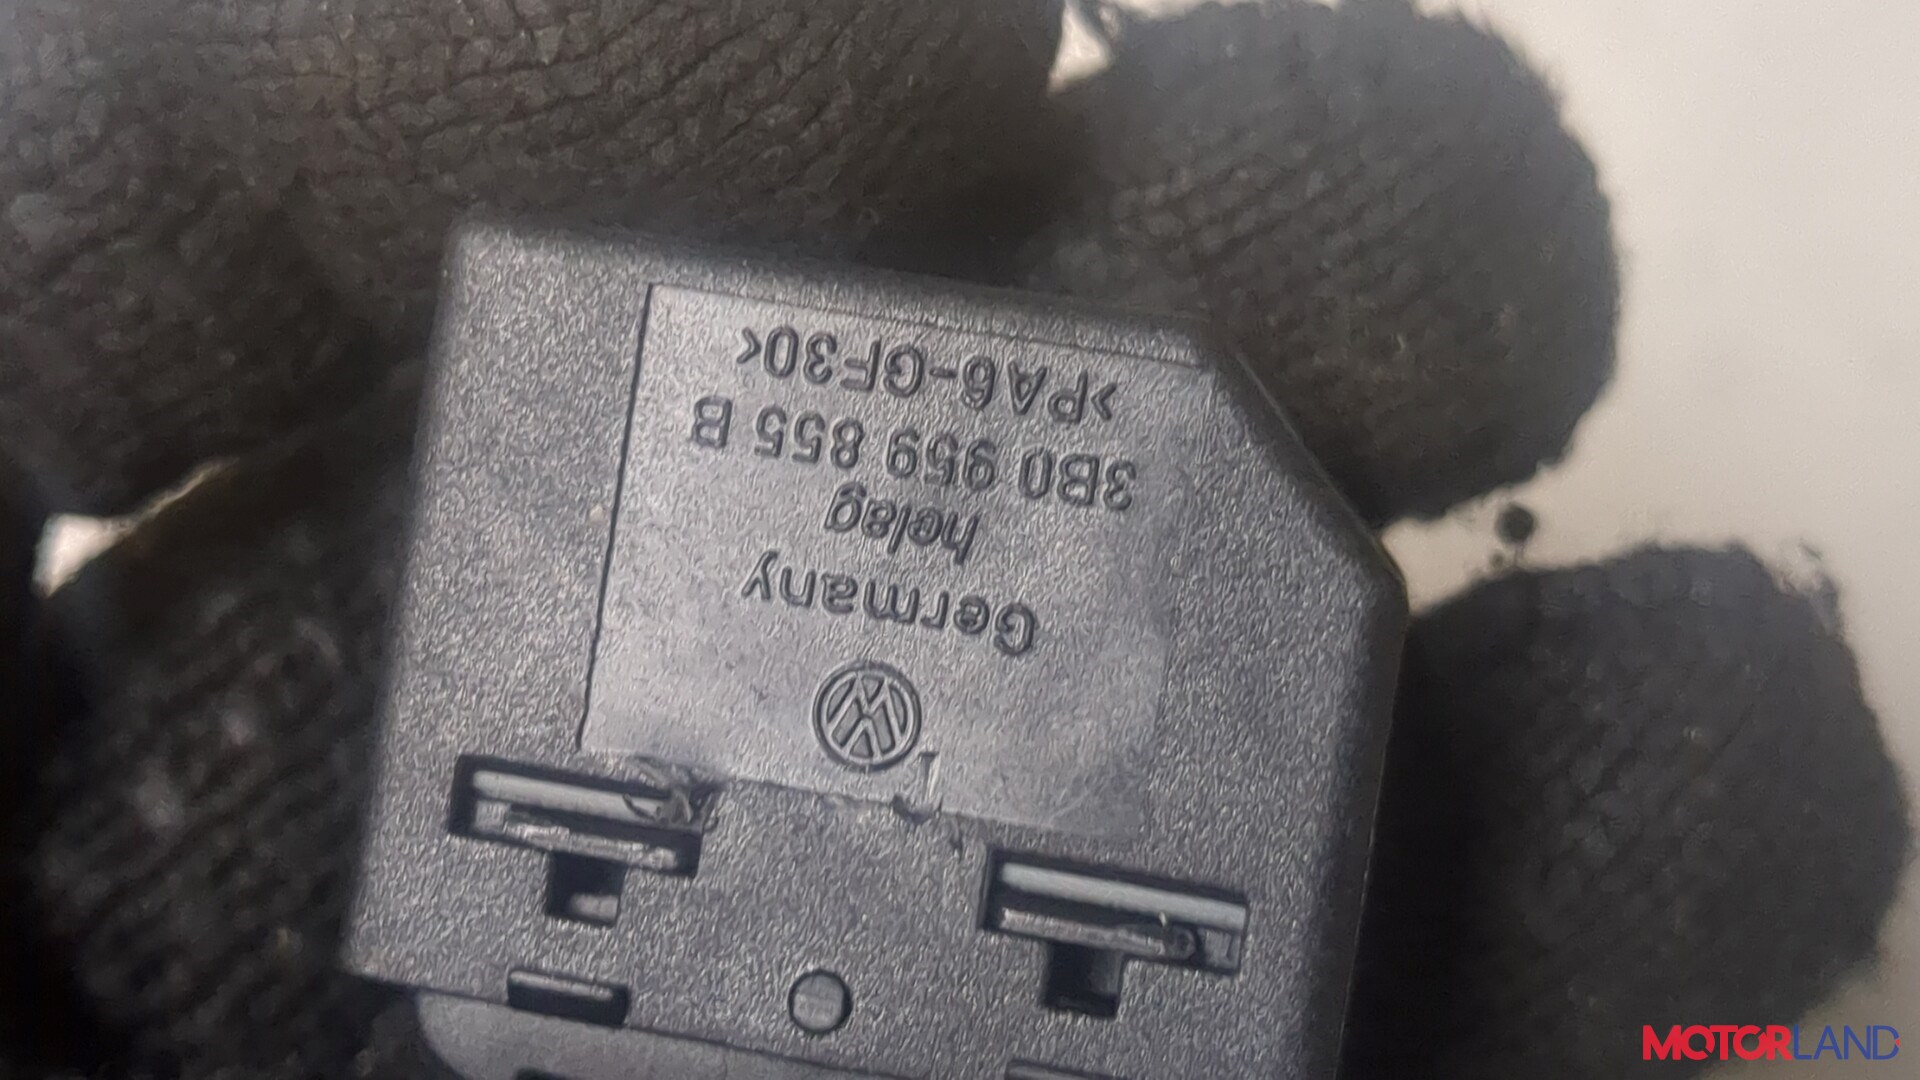 >PA6-GF30<
3B0 959 855 B
helag
Germany
MOTORLAND